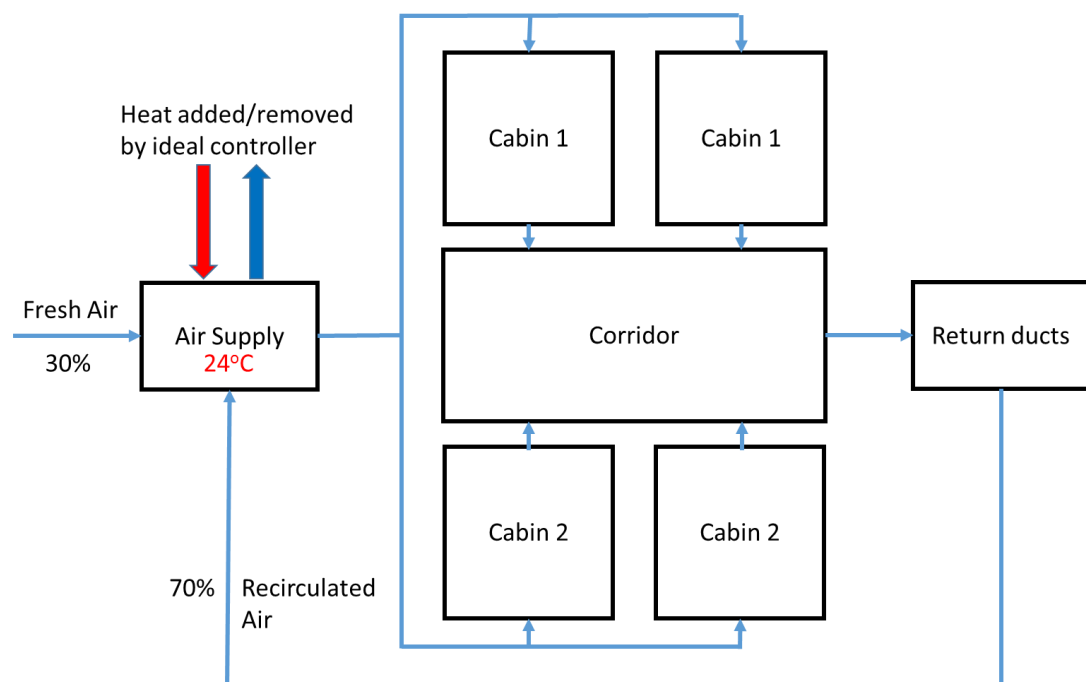 Heat added/removed
by ideal controller
Cabin 1
Cabin 1
Fresh Air
30%
Air Supply
24°C
Corridor
Return ducts
Cabin 2
Cabin 2
70%
Recirculated
Air